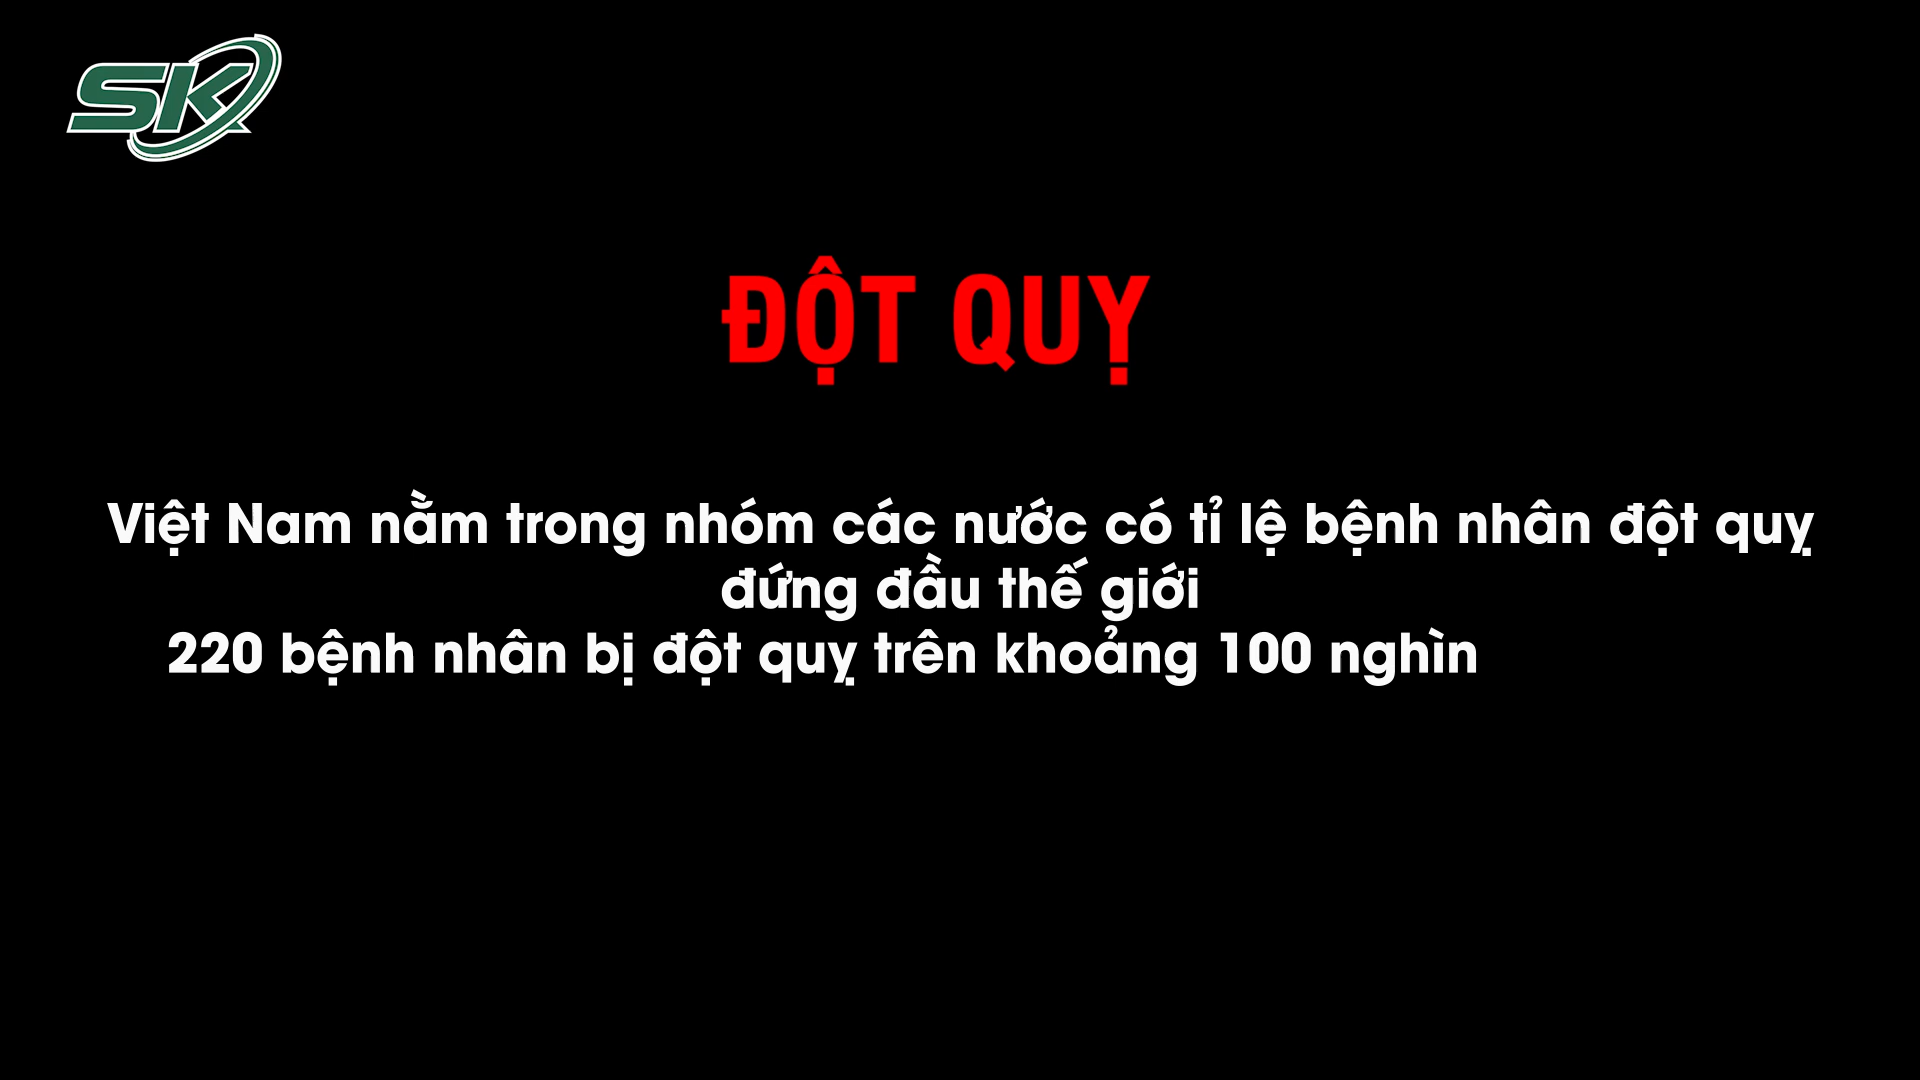 SK
ĐỘT QUỴ
Việt Nam nằm trong nhóm các nước có tỉ lệ bệnh nhân đột quỵ
đứng đầu thế giới
220 bệnh nhân bị đột quỵ trên khoảng 100 nghìn